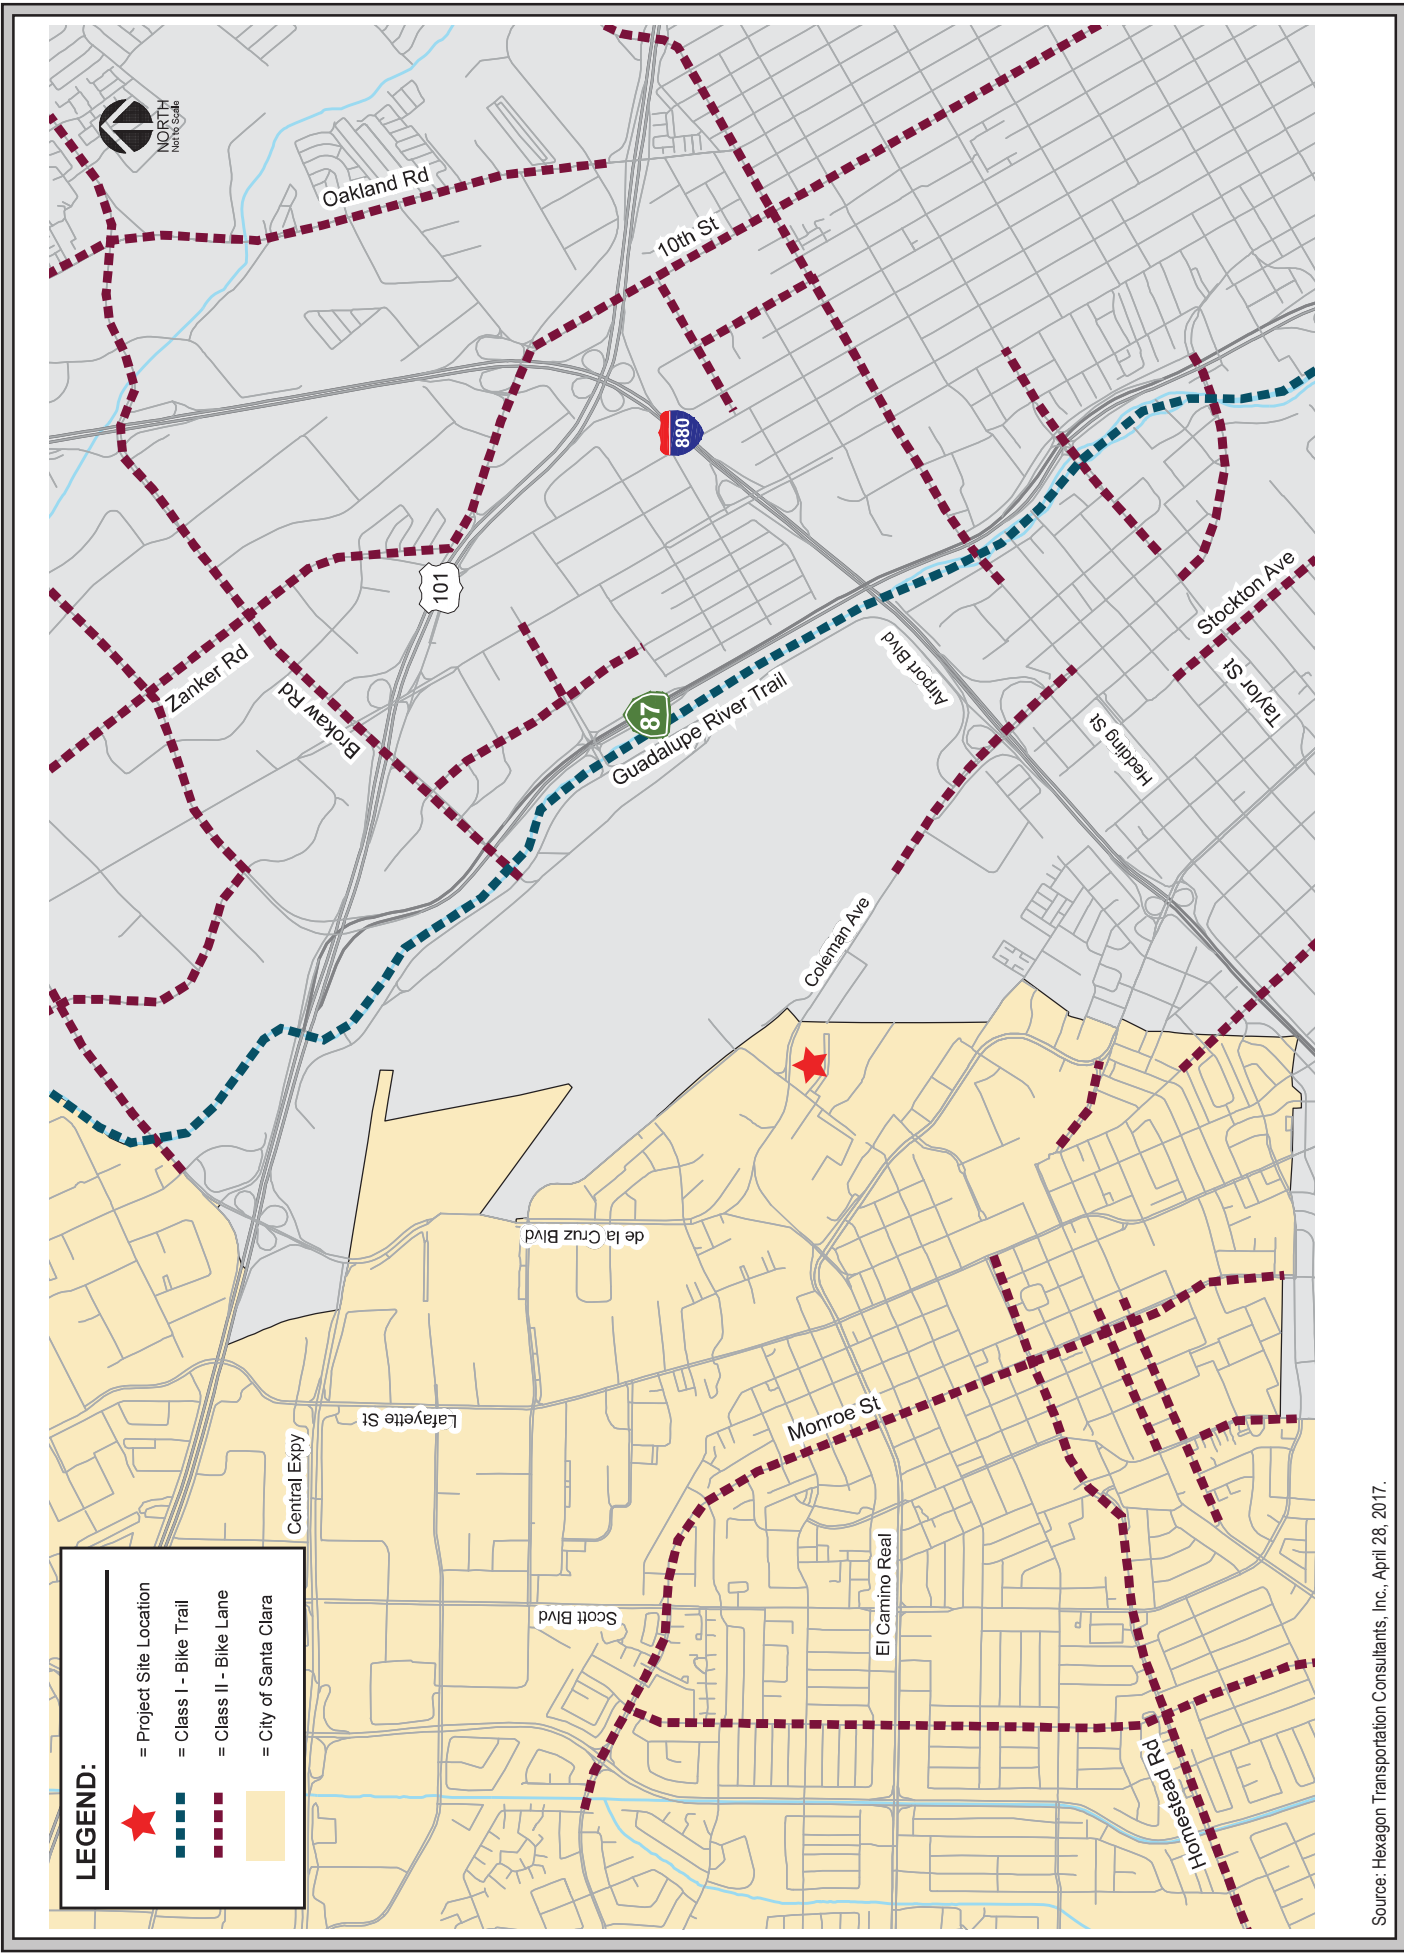 LEGEND:
= Project Site Location
= Class I - Bike Trail
= Class II - Bike Lane
= City of Santa Clara
NORTH
Not to Scale
Oakland Rd
10th St
880
101
Zanker Rd
Brokaw Rd
87
Guadalupe River Trail
Airport Blvd
Stockton Ave
Taylor St
Hedding St
Coleman Ave
de la Cruz Blvd
Lafayette St
Central Expy
Monroe St
El Camino Real
Scott Blvd
Homestead Rd
Source: Hexagon Transportation Consultants, Inc., April 28, 2017.